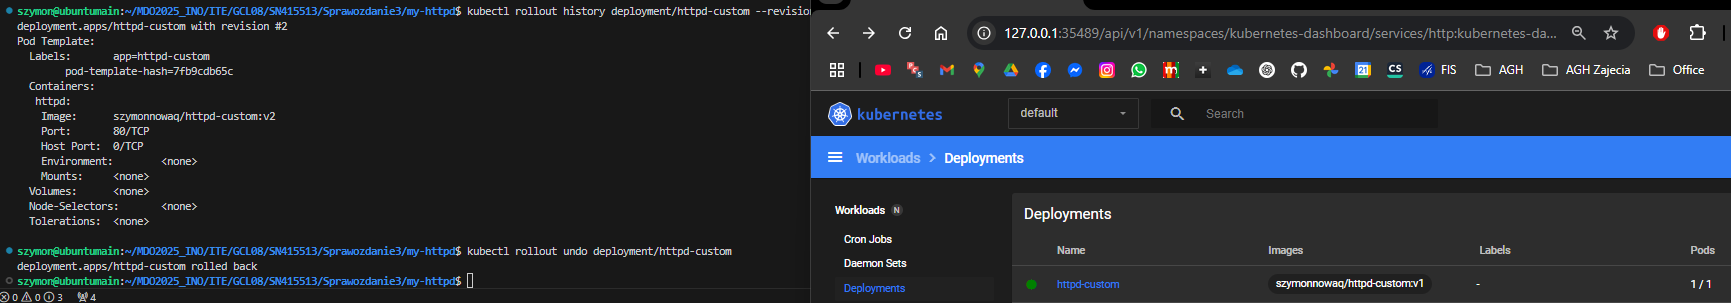 szymon@ubuntumain:~/MDO2025_INO/ITE/GCL08/SN415513/Sprawozdanie3/my-httpd$ kubectl rollout history deployment/httpd-custom --revision
deployment.apps/httpd-custom with revision #2
Pod Template:
Labels: app=httpd-custom
pod-template-hash=7fb9cdb65c
Containers:
httpd:
Image: szymonnowaq/httpd-custom:v2
Port: 80/TCP
Host Port: 0/TCP
Environment: <none>
Mounts: <none>
Volumes: <none>
Node-Selectors: <none>
Tolerations: <none>
szymon@ubuntumain:~/MDO2025_INO/ITE/GCL08/SN415513/Sprawozdanie3/my-httpd$ kubectl rollout undo deployment/httpd-custom
deployment.apps/httpd-custom rolled back
szymon@ubuntumain:~/MDO2025_INO/ITE/GCL08/SN415513/Sprawozdanie3/my-httpd$
0 0 3 4
127.0.0.1:35489/api/v1/namespaces/kubernetes-dashboard/services/http:kubernetes-da...
21 CS FIS AGH AGH Zajecia Office
kubernetes default Search
Workloads > Deployments
Workloads N
Cron Jobs
Daemon Sets
Deployments
Deployments
Name Images Labels Pods
httpd-custom szymonnowaq/httpd-custom:v1 - 1 / 1